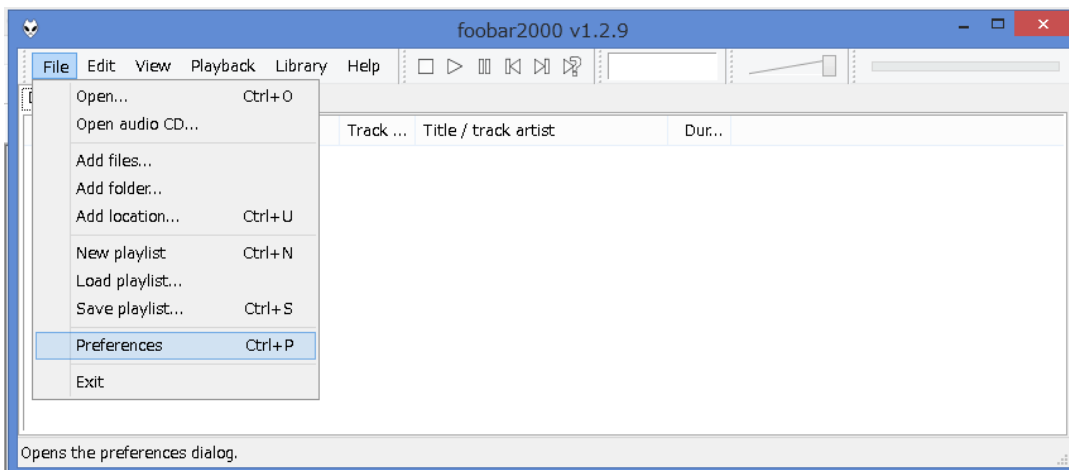 foobar2000 v1.2.9
File Edit View Playback Library Help
Open... Ctrl+O
Open audio CD...
Track ... Title / track artist Dur...
Add files...
Add folder...
Add location... Ctrl+U
New playlist Ctrl+N
Load playlist...
Save playlist... Ctrl+S
Preferences Ctrl+P
Exit
Opens the preferences dialog.